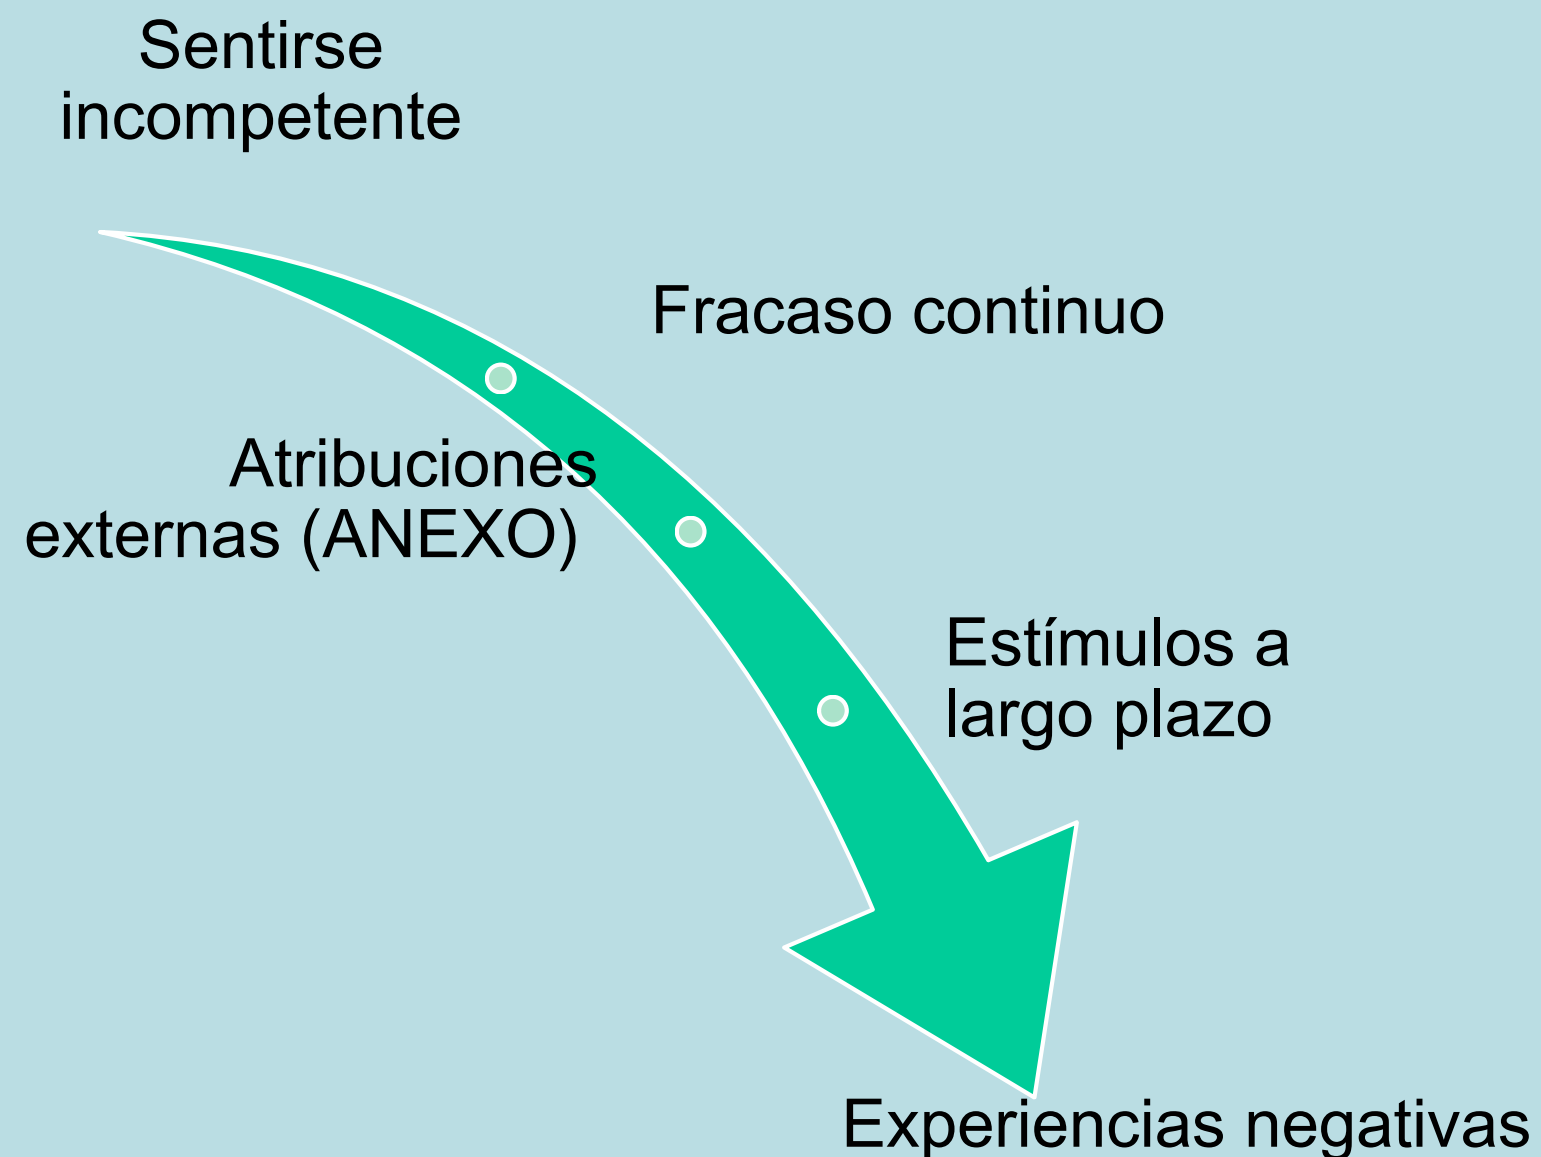 Sentirse
incompetente
Fracaso continuo
Atribuciones
externas (ANEXO)
Estímulos a
largo plazo
Experiencias negativas